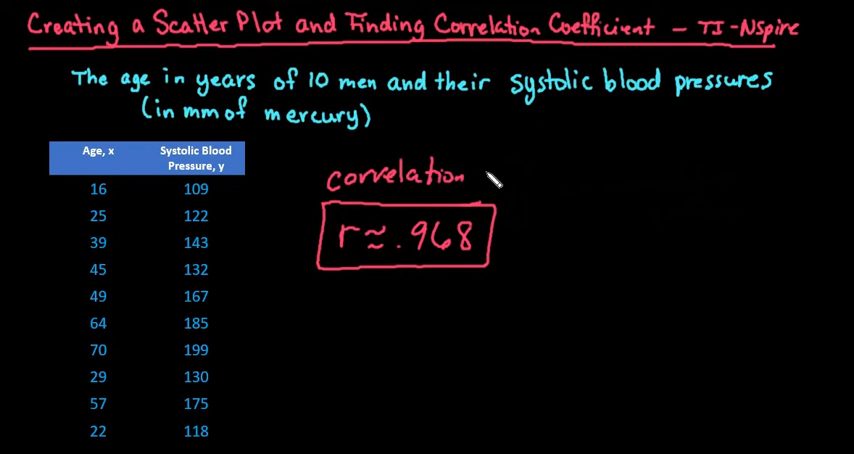 Creating a Scatter Plot and Finding Correlation Coefficient - TI-NSpire
The age in years of 10 men and their systolic blood pressures
(in mm of mercury)
Age, x Systolic Blood Pressure, y
16 109
25 122
39 143
45 132
49 167
64 185
70 199
29 130
57 175
22 118
correlation
r ≈ .968